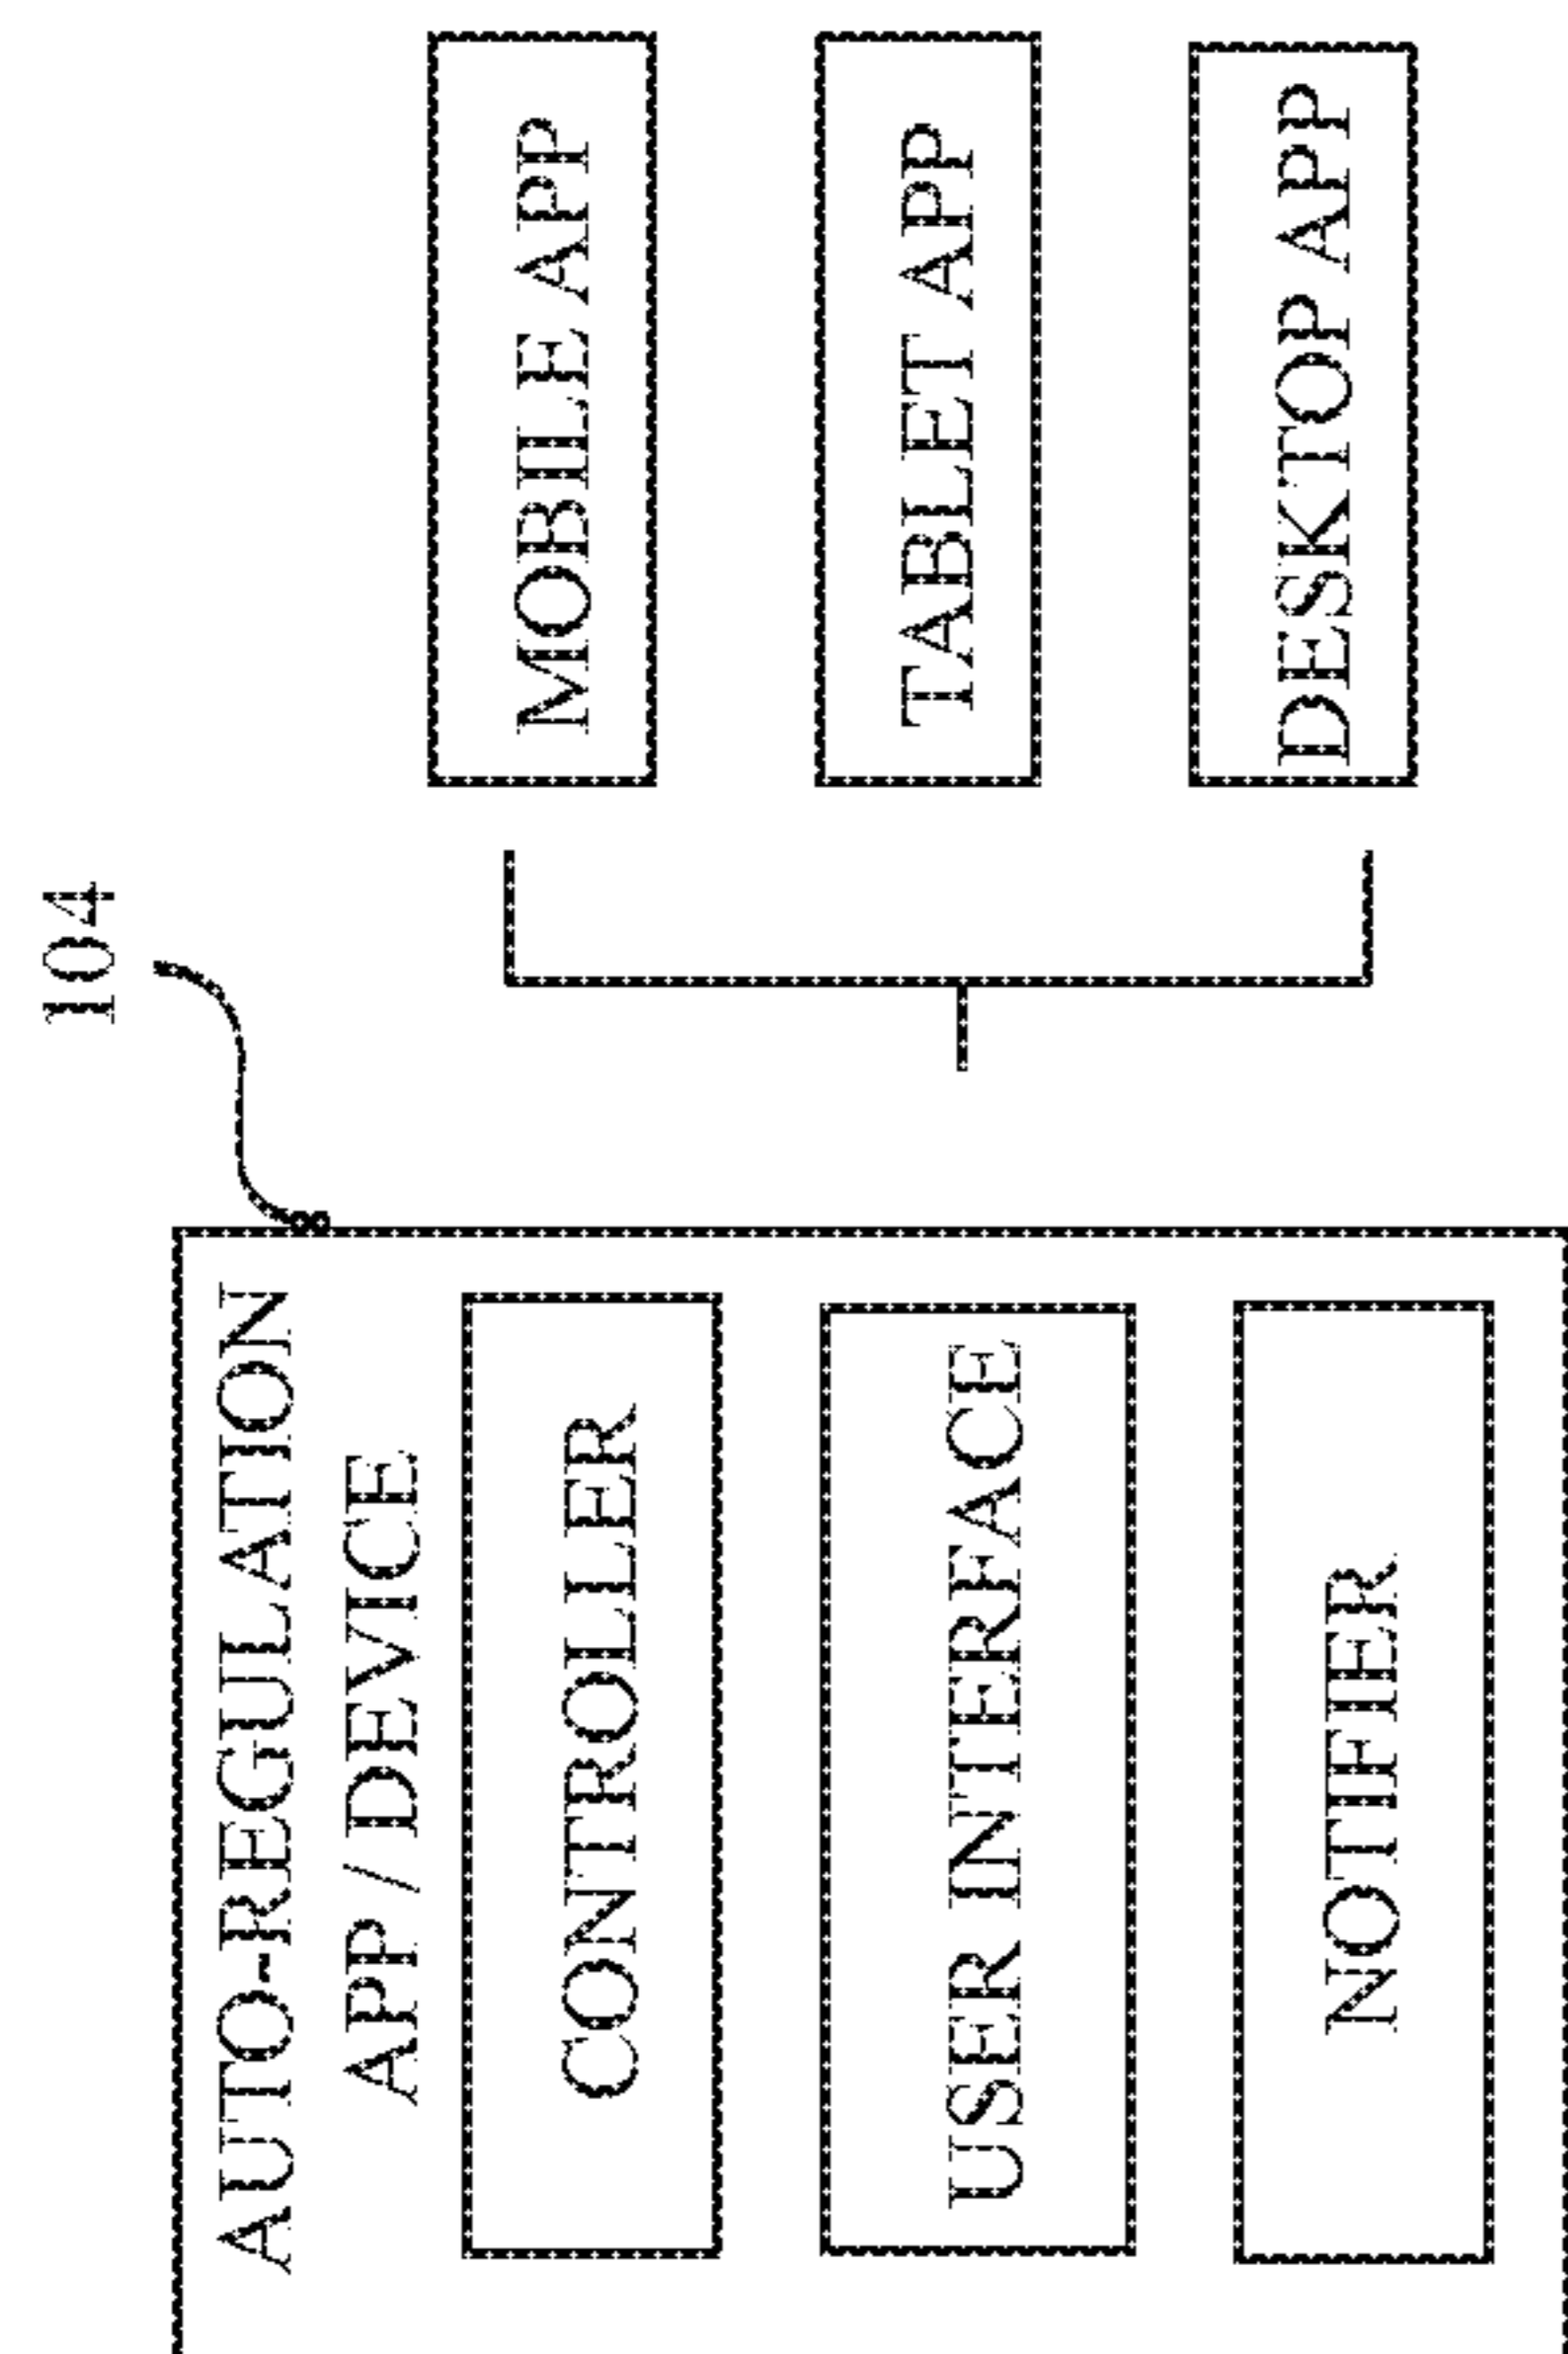 104
AUTO-REGULATION
APP / DEVICE
CONTROLLER
USER INTERFACE
NOTIFIER
MOBILE APP
TABLET APP
DESKTOP APP